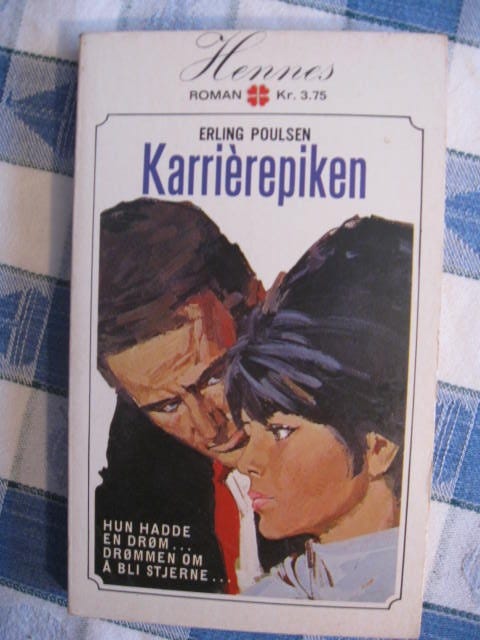 Hennes
ROMAN Kr. 3.75
ERLING POULSEN
Karrièrepiken
HUN HADDE
EN DRØM...
DRØMMEN OM
Å BLI STJERNE...